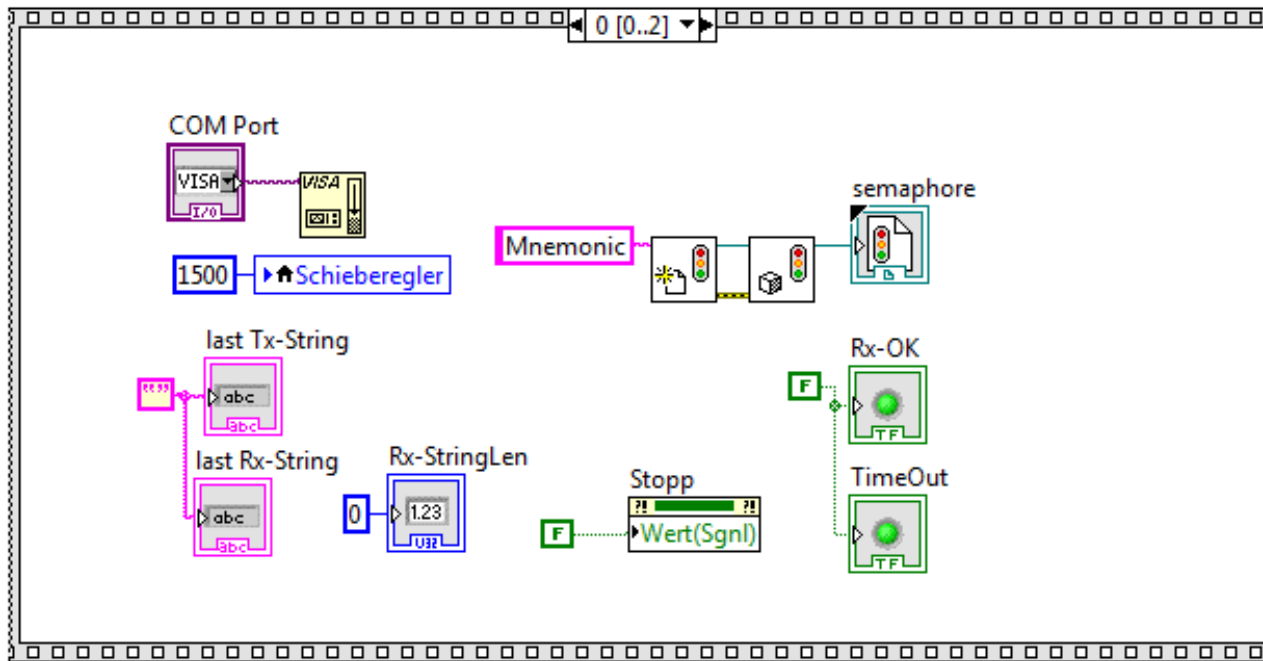 0 [0..2]
COM Port
VISA
I/O
VISA
1500
Schieberegler
Mnemonic
semaphore
last Tx-String
abc
abc
last Rx-String
abc
abc
Rx-StringLen
0
1.23
U32
F
Stopp
?! ?!
Wert(Sgnl)
F
Rx-OK
TF
TimeOut
TF